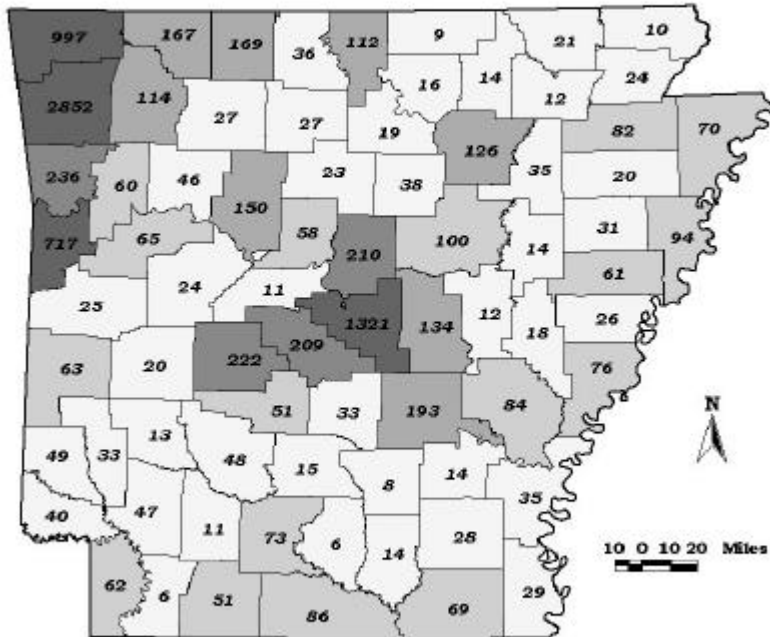 997 167 169 36 112 9 21 10
2852 114 27 27 16 14 12 24
19 126 82 70
236 60 46 150 23 38 35 20
717 65 58 210 100 14 31 94
25 24 11 1321 134 12 18 61 26
63 20 222 209 76
51 33 193 84
49 33 13 48 15 8 14 35
40 47 11 73 6 14 28
62 6 51 86 69 29
N
10 0 10 20 Miles